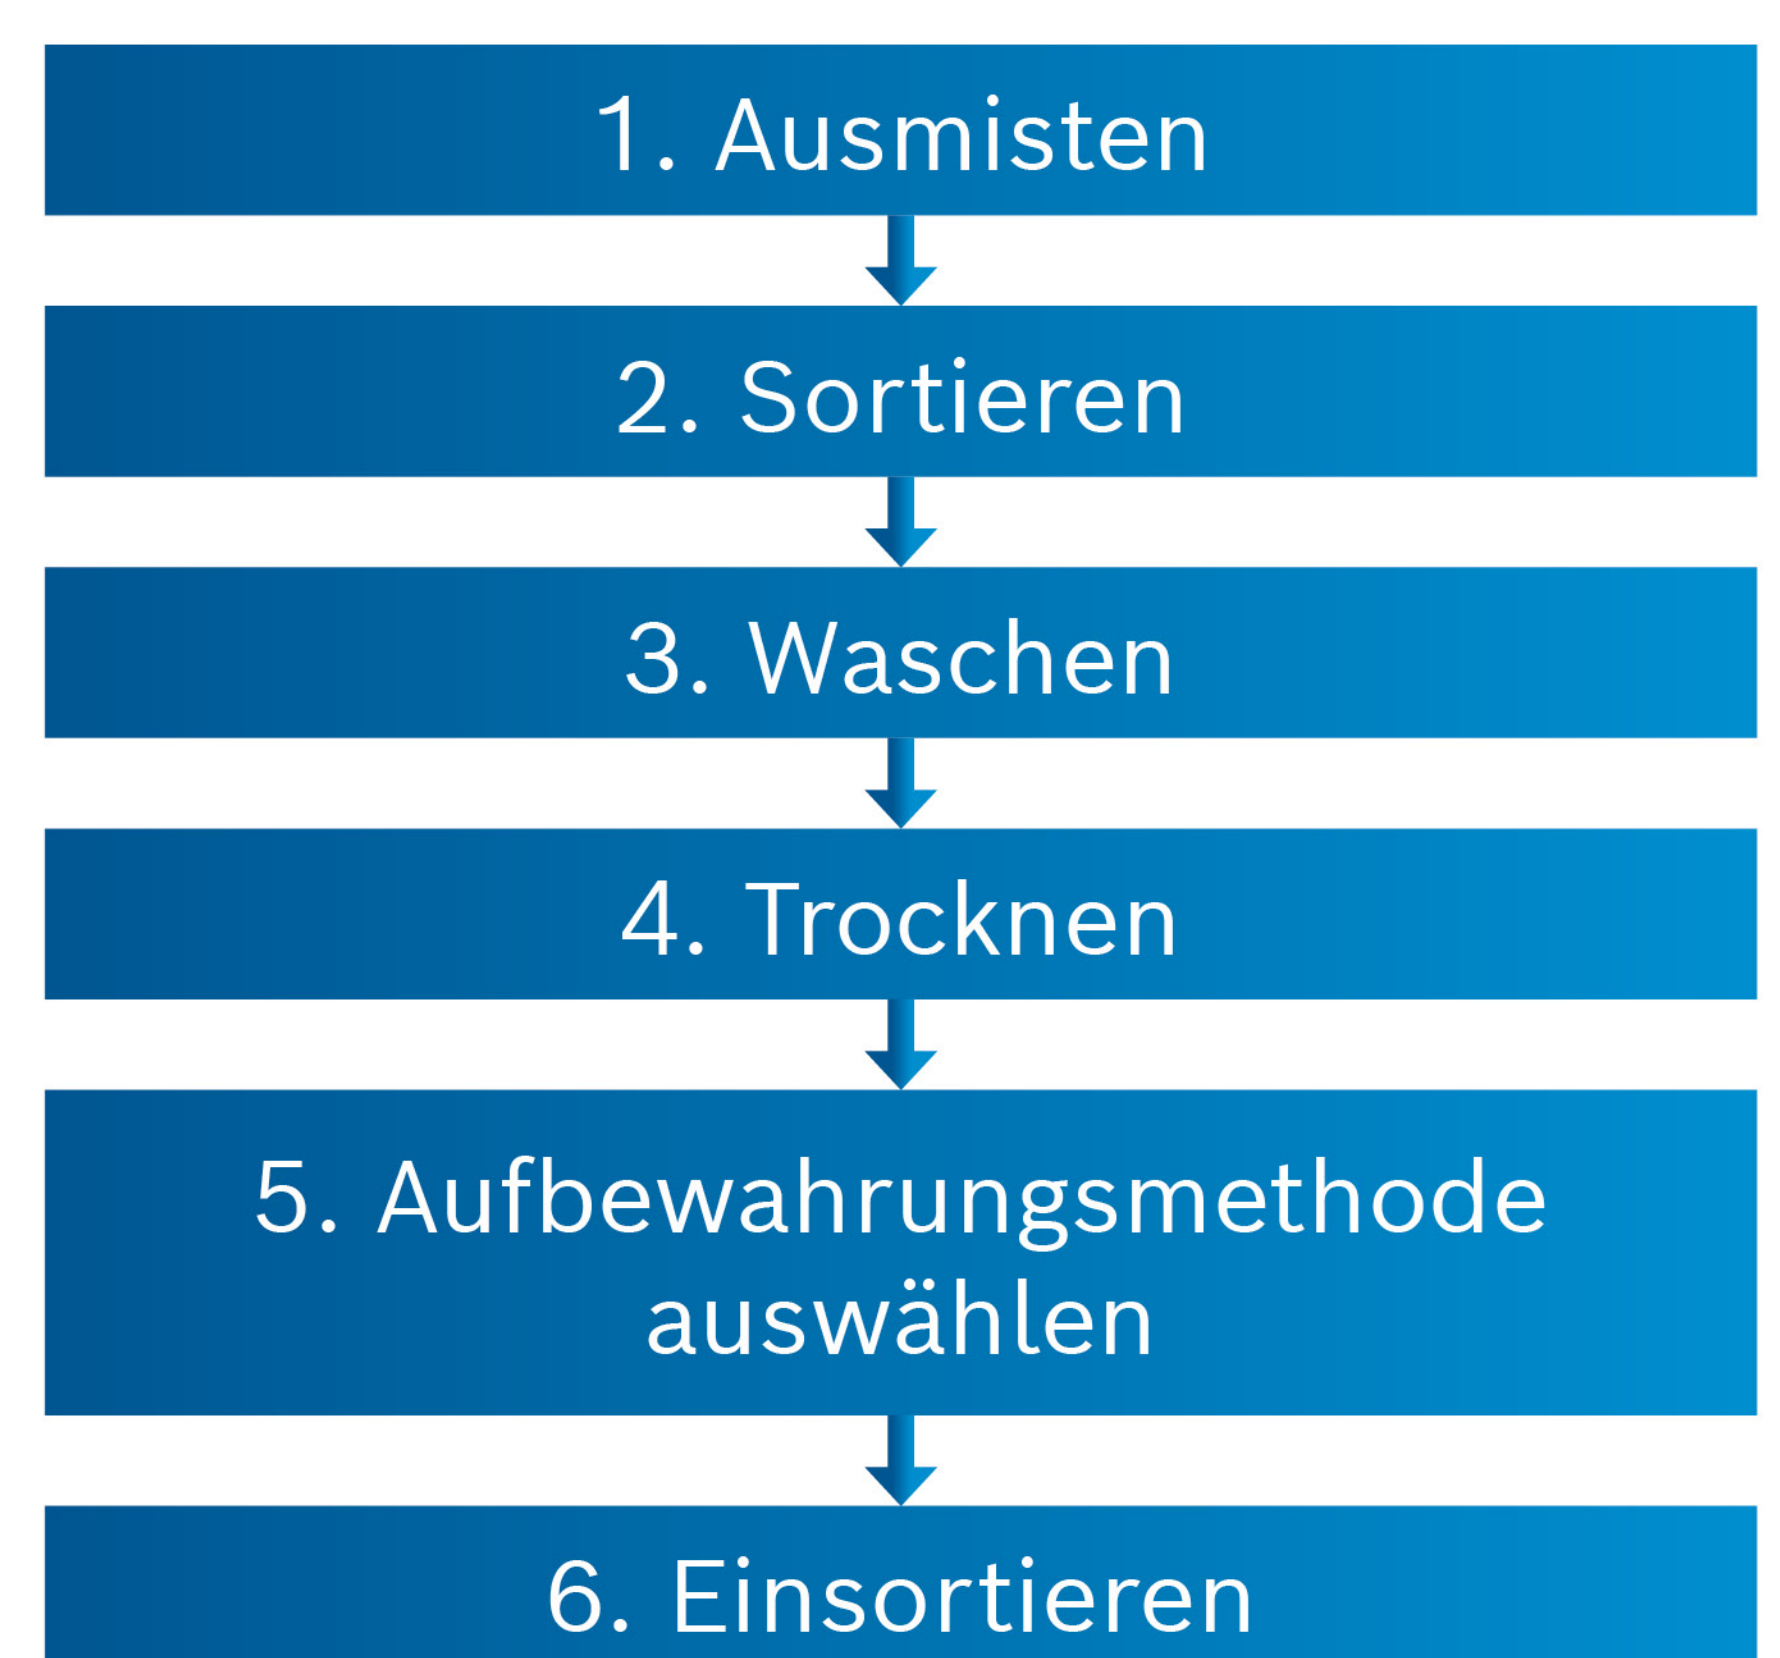 1. Ausmisten
2. Sortieren
3. Waschen
4. Trocknen
5. Aufbewahrungsmethode
auswählen
6. Einsortieren